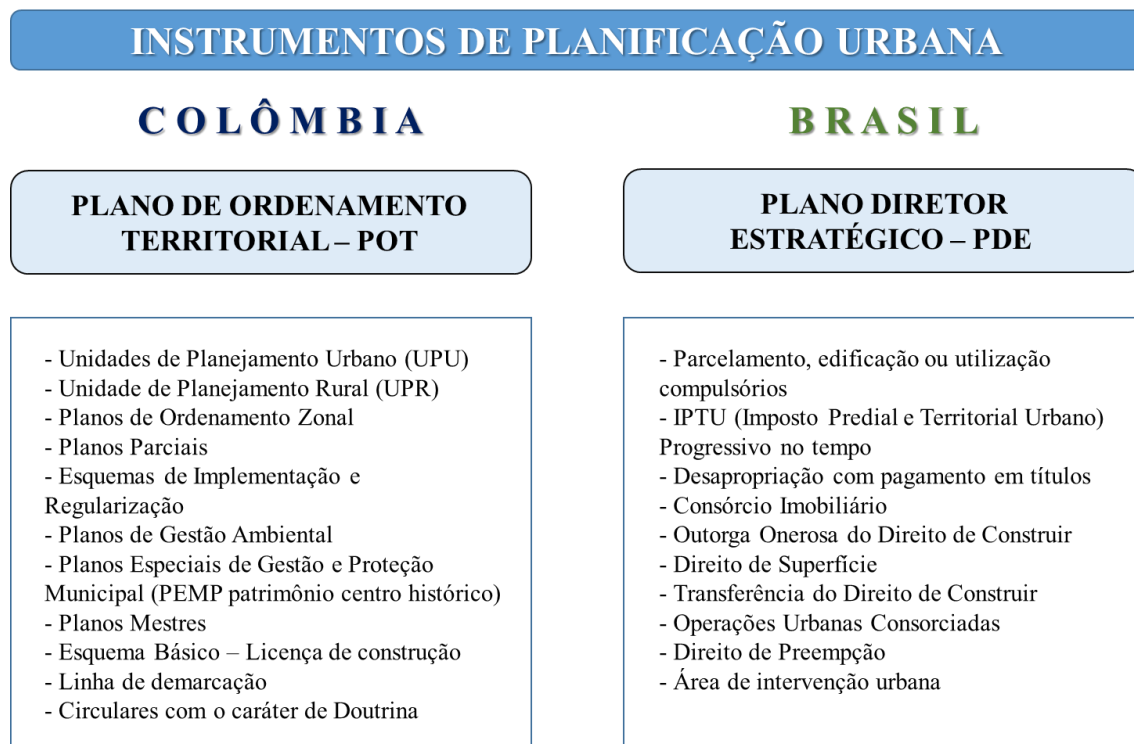 INSTRUMENTOS DE PLANIFICAÇÃO URBANA
COLÔMBIA
PLANO DE ORDENAMENTO
TERRITORIAL – POT
- Unidades de Planejamento Urbano (UPU)
- Unidade de Planejamento Rural (UPR)
- Planos de Ordenamento Zonal
- Planos Parciais
- Esquemas de Implementação e
Regularização
- Planos de Gestão Ambiental
- Planos Especiais de Gestão e Proteção
Municipal (PEMP patrimônio centro histórico)
- Planos Mestres
- Esquema Básico – Licença de construção
- Linha de demarcação
- Circulares com o caráter de Doutrina
BRASIL
PLANO DIRETOR
ESTRATÉGICO – PDE
- Parcelamento, edificação ou utilização
compulsórios
- IPTU (Imposto Predial e Territorial Urbano)
Progressivo no tempo
- Desapropriação com pagamento em títulos
- Consórcio Imobiliário
- Outorga Onerosa do Direito de Construir
- Direito de Superfície
- Transferência do Direito de Construir
- Operações Urbanas Consorciadas
- Direito de Preempção
- Área de intervenção urbana